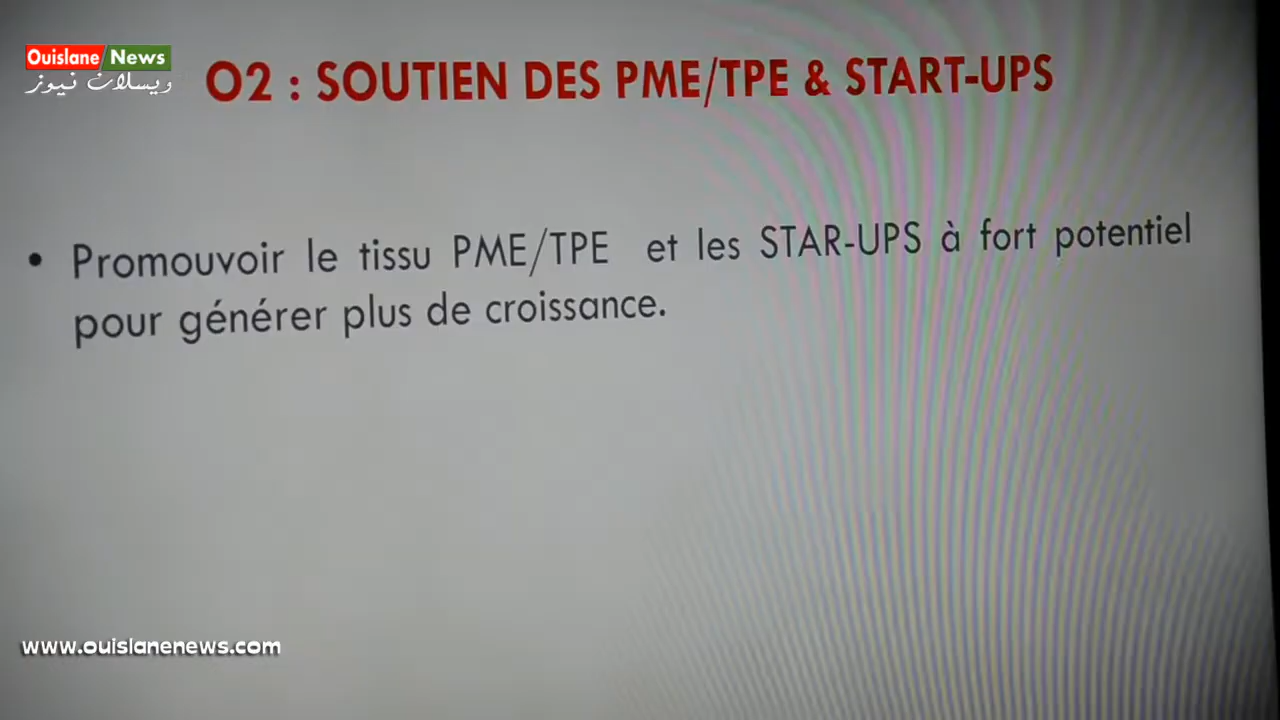 Ouislane News
ويسلان نيوز
O2 : SOUTIEN DES PME/TPE & START-UPS
• Promouvoir le tissu PME/TPE et les STAR-UPS à fort potentiel
pour générer plus de croissance.
www.ouislanenews.com